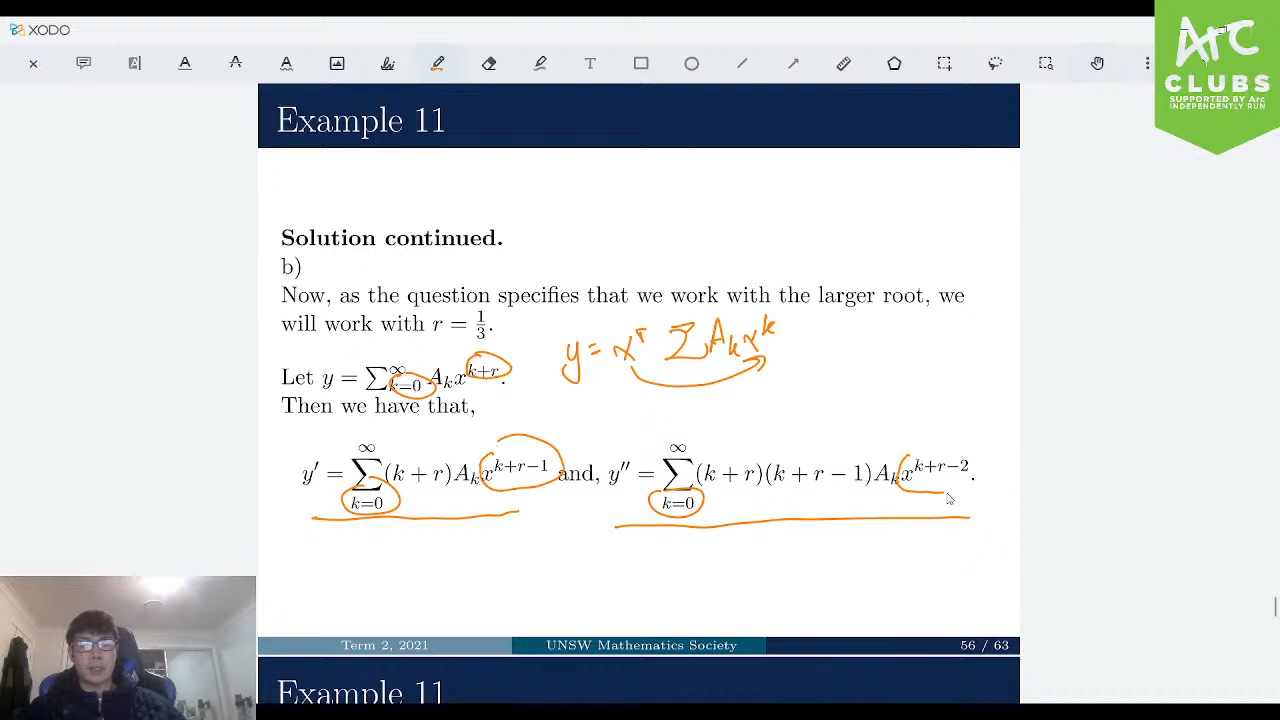 XODO
Arc
CLUBS
SUPPORTED BY Arc
INDEPENDENTLY RUN
T
Example 11
Solution continued.
b)
Now, as the question specifies that we work with the larger root, we
will work with r = 1/3.
y = x^r ∑ A_k x^k
Let y = ∑_{k=0}^{∞} A_k x^{k+r}.
Then we have that,
y′ = ∑_{k=0}^{∞} (k + r)A_k x^{k+r−1} and, y″ = ∑_{k=0}^{∞} (k + r)(k + r − 1)A_k x^{k+r−2}.
Term 2, 2021 UNSW Mathematics Society 56 / 63
Example 11